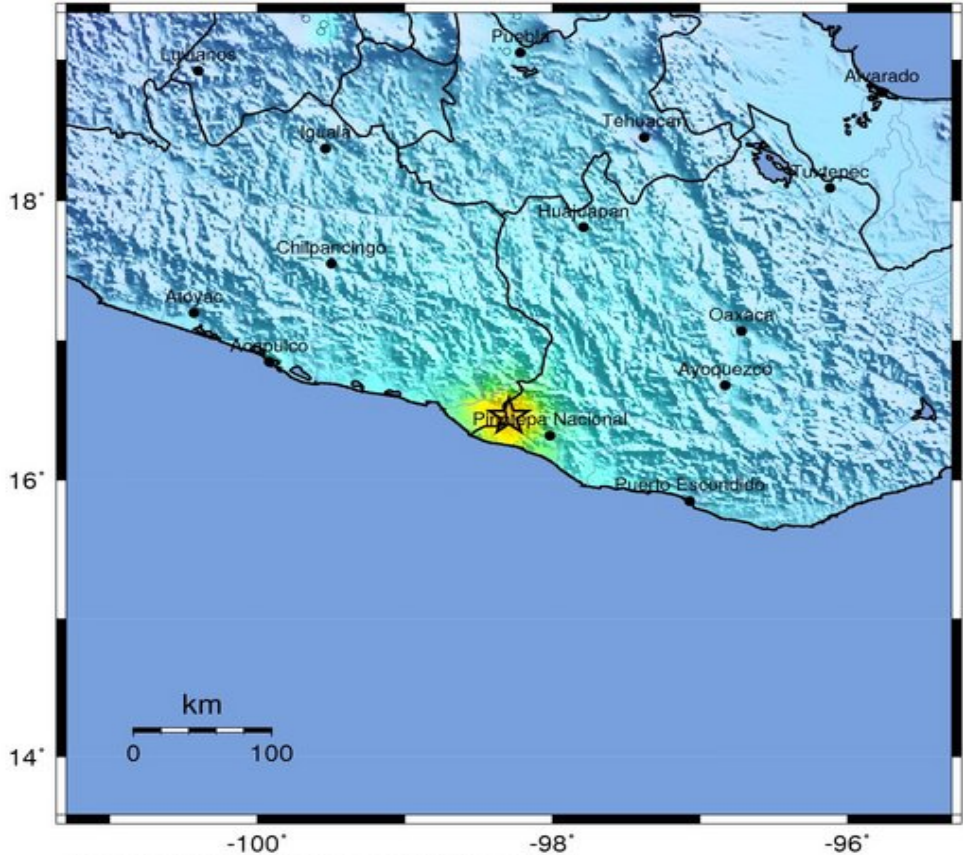 Puebla
Luvianos
Alvarado
Iguala
Tehuacan
Tuxtepec
18°
Huajuapan
Chilpancingo
Atoyac
Oaxaca
Acapulco
Ayoquezco
Pinotepa Nacional
16°
Puerto Escondido
km
0 100
14°
-100° -98° -96°